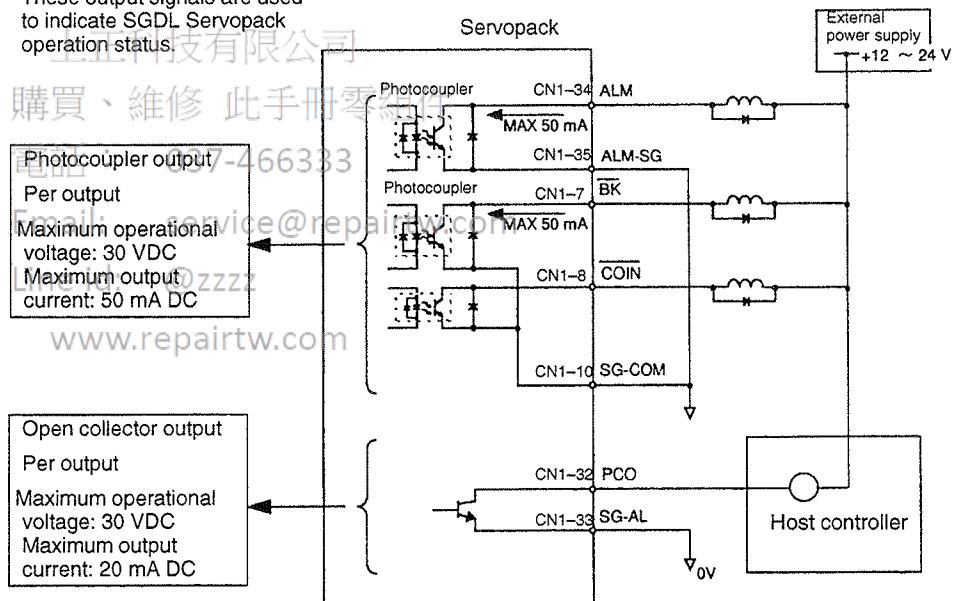 to indicate SGDL Servopack
operation status.
上正科技有限公司
購買、維修 此手冊零組件
電話: 037-466333
Email: service@repairtw.com
Line id: @zzzz
www.repairtw.com
Servopack
External
power supply
+12 ~ 24 V
Photocoupler
CN1-34 ALM
MAX 50 mA
CN1-35 ALM-SG
Photocoupler
CN1-7 BK
MAX 50 mA
CN1-8 COIN
CN1-10 SG-COM
Photocoupler output
Per output
Maximum operational
voltage: 30 VDC
Maximum output
current: 50 mA DC
Open collector output
Per output
Maximum operational
voltage: 30 VDC
Maximum output
current: 20 mA DC
CN1-32 PCO
CN1-33 SG-AL
0V
Host controller